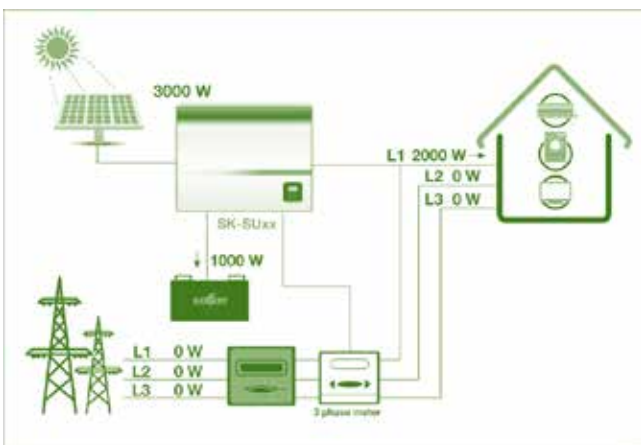 3000 W
L1 2000 W
L2 0 W
L3 0 W
SK-SUxx
1000 W
L1 0 W
L2 0 W
L3 0 W
3 phase meter